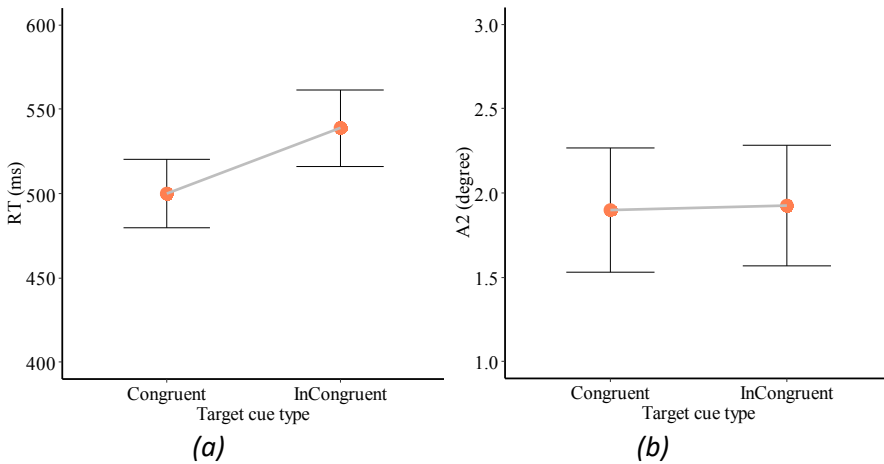 600
550
500
450
400
RT (ms)
Congruent
InCongruent
Target cue type
(a)
3.0
2.5
2.0
1.5
1.0
A2 (degree)
Congruent
InCongruent
Target cue type
(b)